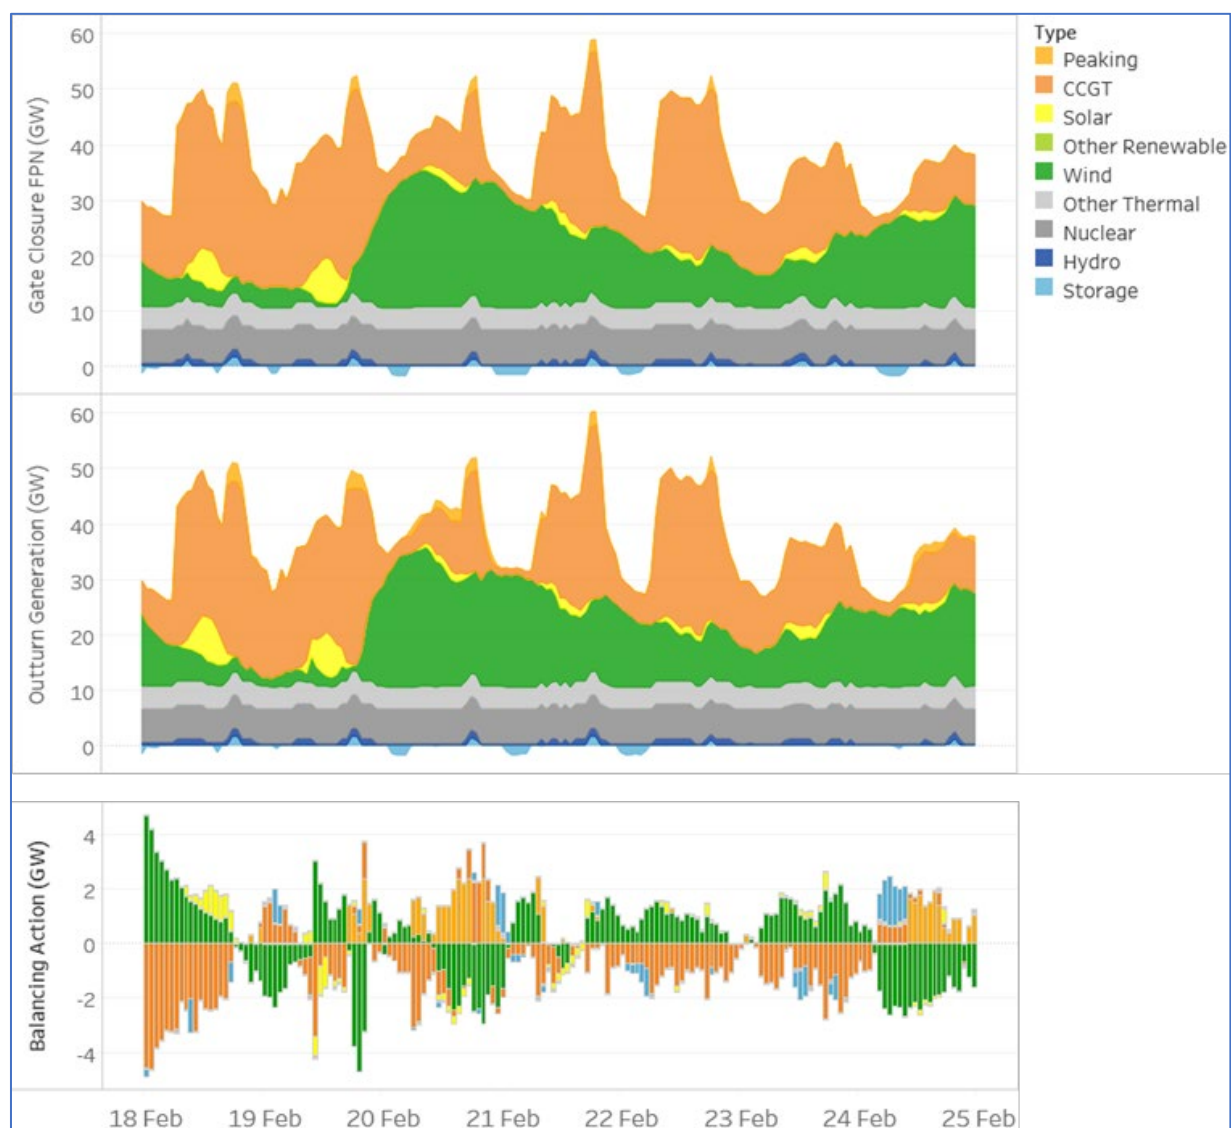 Gate Closure FPN (GW)
60
50
40
30
20
10
0
Type
Peaking
CCGT
Solar
Other Renewable
Wind
Other Thermal
Nuclear
Hydro
Storage
Outturn Generation (GW)
60
50
40
30
20
10
0
Balancing Action (GW)
4
2
0
-2
-4
18 Feb 19 Feb 20 Feb 21 Feb 22 Feb 23 Feb 24 Feb 25 Feb